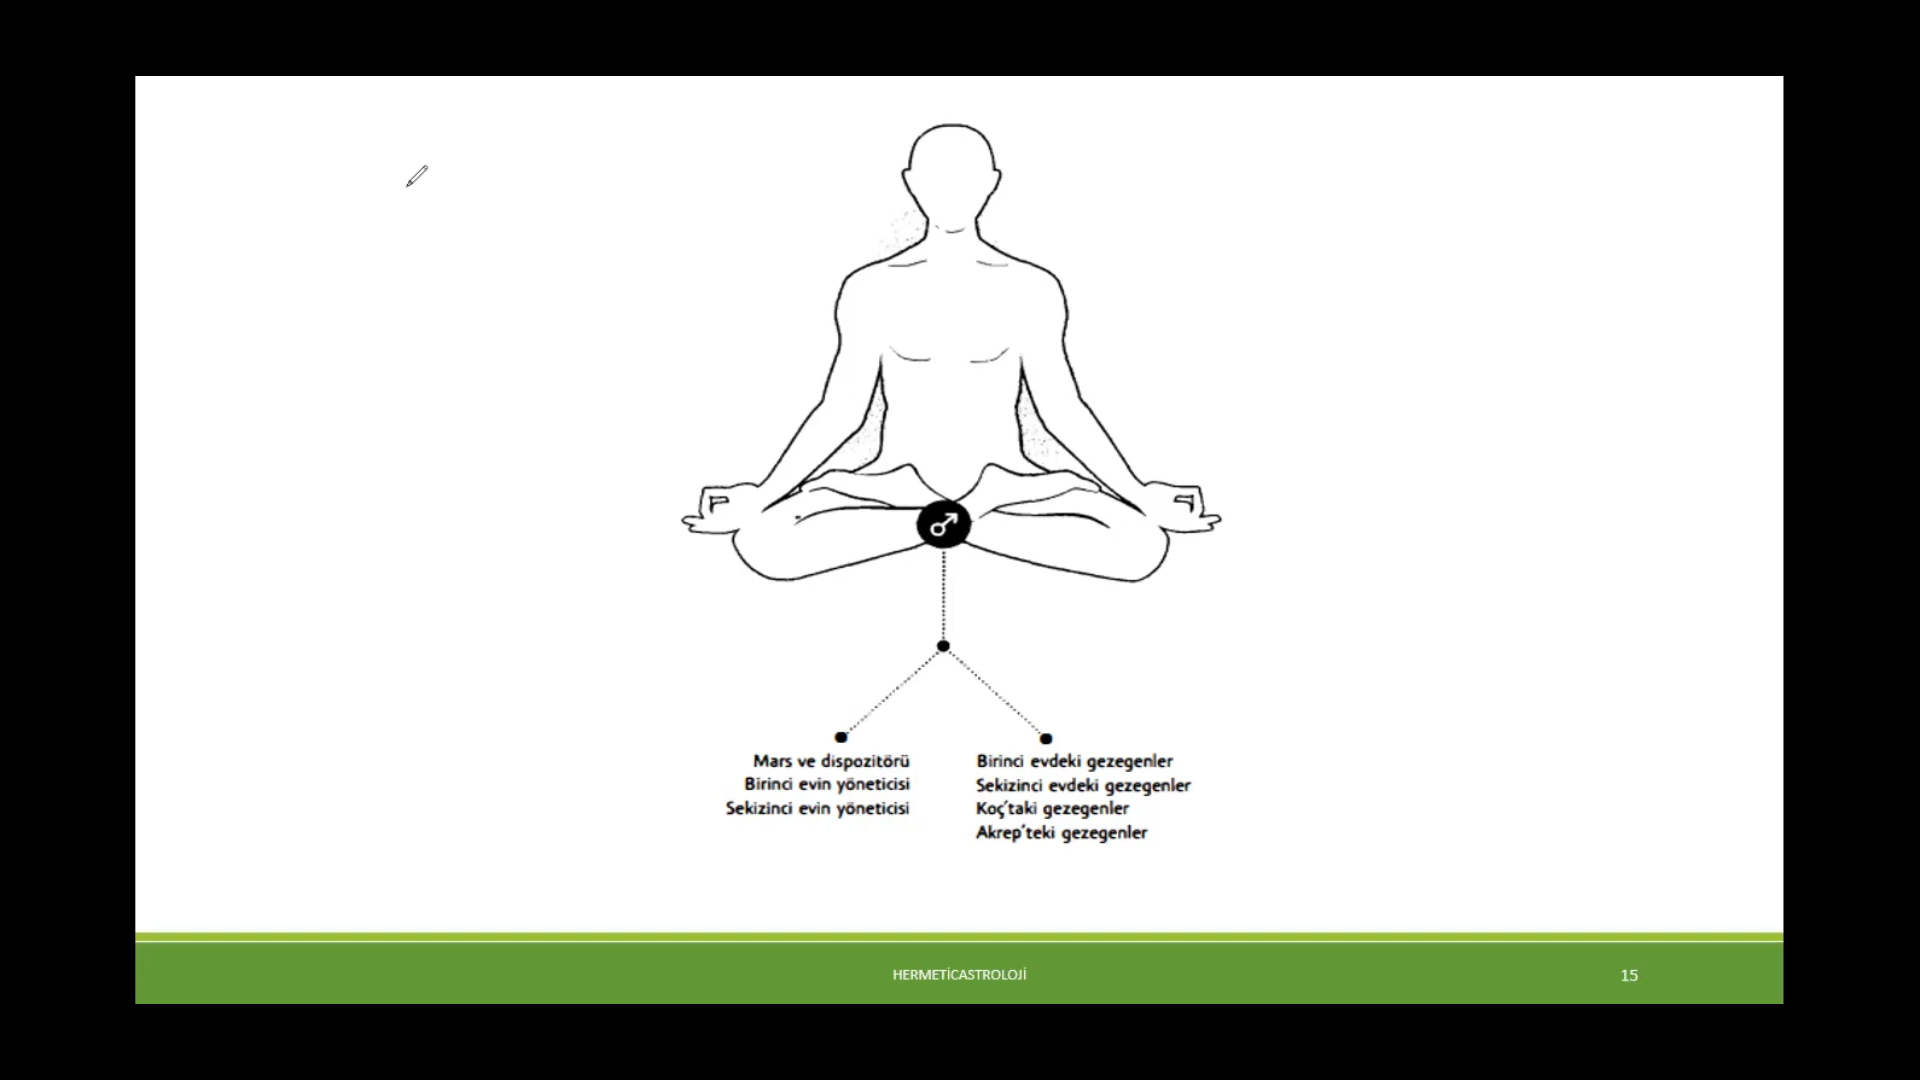 Mars ve dispozitörü
Birinci evin yöneticisi
Sekizinci evin yöneticisi
Birinci evdeki gezegenler
Sekizinci evdeki gezegenler
Koç'taki gezegenler
Akrep'teki gezegenler
HERMETİCASTROLOJİ
15